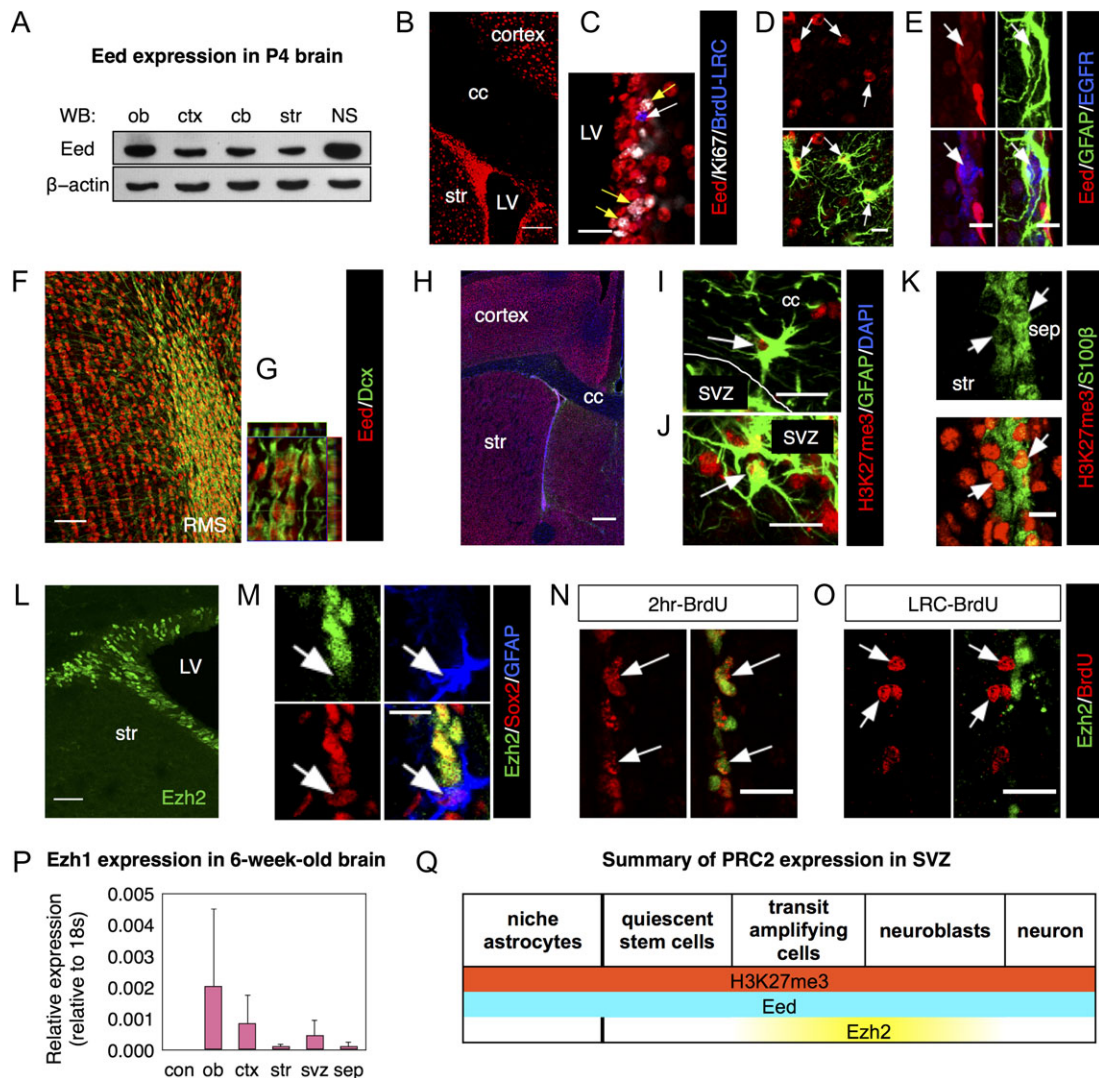 A
Eed expression in P4 brain
WB: ob ctx cb str NS
Eed
β-actin
B
cortex
cc
str
LV
C
LV
Eed/Ki67/BrdU-LRC
D
E
Eed/GFAP/EGFR
F
RMS
G
Eed/Dcx
H
cortex
cc
str
I
cc
SVZ
J
SVZ
H3K27me3/GFAP/DAPI
K
sep
str
H3K27me3/S100β
L
LV
str
Ezh2
M
Ezh2/Sox2/GFAP
N
2hr-BrdU
O
LRC-BrdU
Ezh2/BrdU
P
Ezh1 expression in 6-week-old brain
Relative expression
(relative to 18s)
0.005
0.004
0.003
0.002
0.001
0.000
con ob ctx str svz sep
Q
Summary of PRC2 expression in SVZ
niche astrocytes
quiescent stem cells
transit amplifying cells
neuroblasts
neuron
H3K27me3
Eed
Ezh2